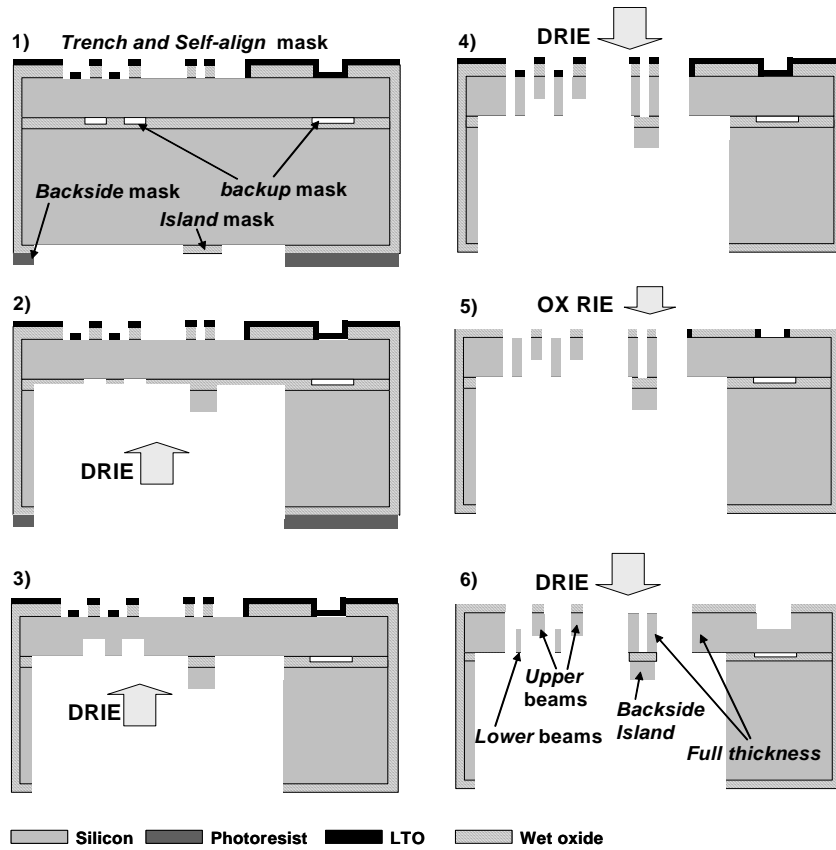 1)
Trench and Self-align mask
Backside mask
backup mask
Island mask
2)
DRIE
3)
DRIE
4)
DRIE
5)
OX RIE
6)
DRIE
Upper
beams
Lower beams
Backside
Island
Full thickness
Silicon
Photoresist
LTO
Wet oxide